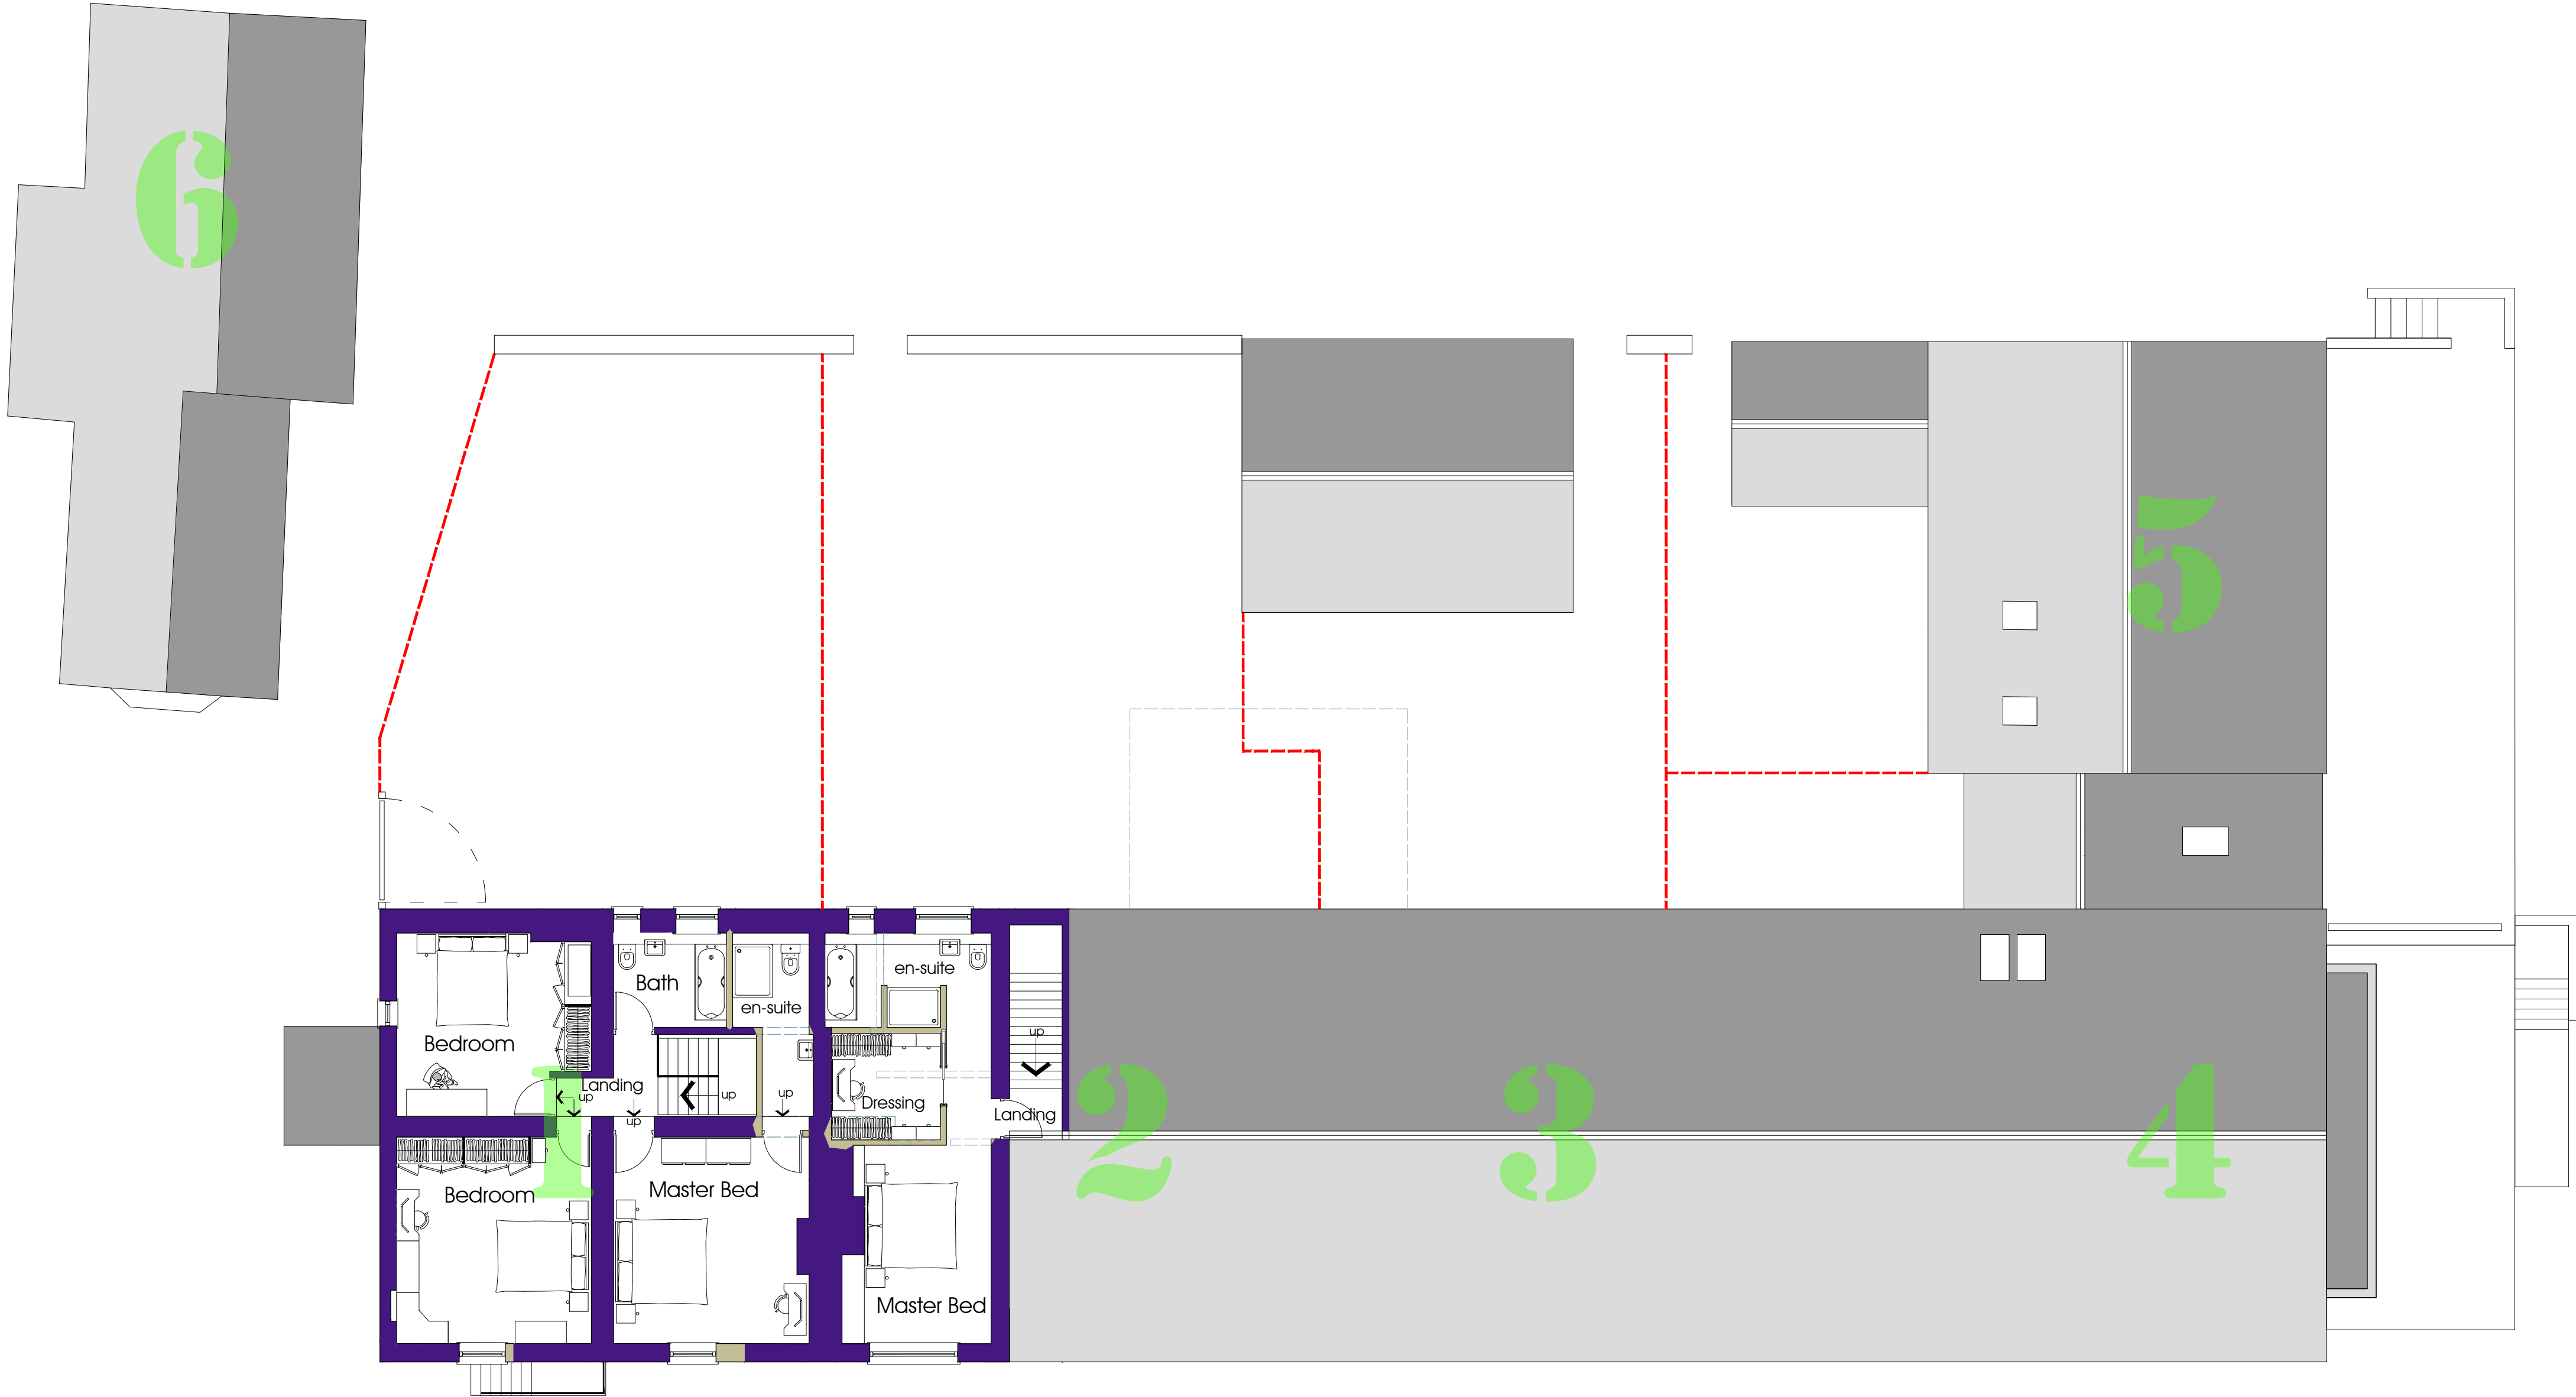 6
5
Bath
en-suite
en-suite
Bedroom
up
Landing
up
up
up
up
Dressing
Landing
1
2
3
4
Bedroom
Master Bed
Master Bed